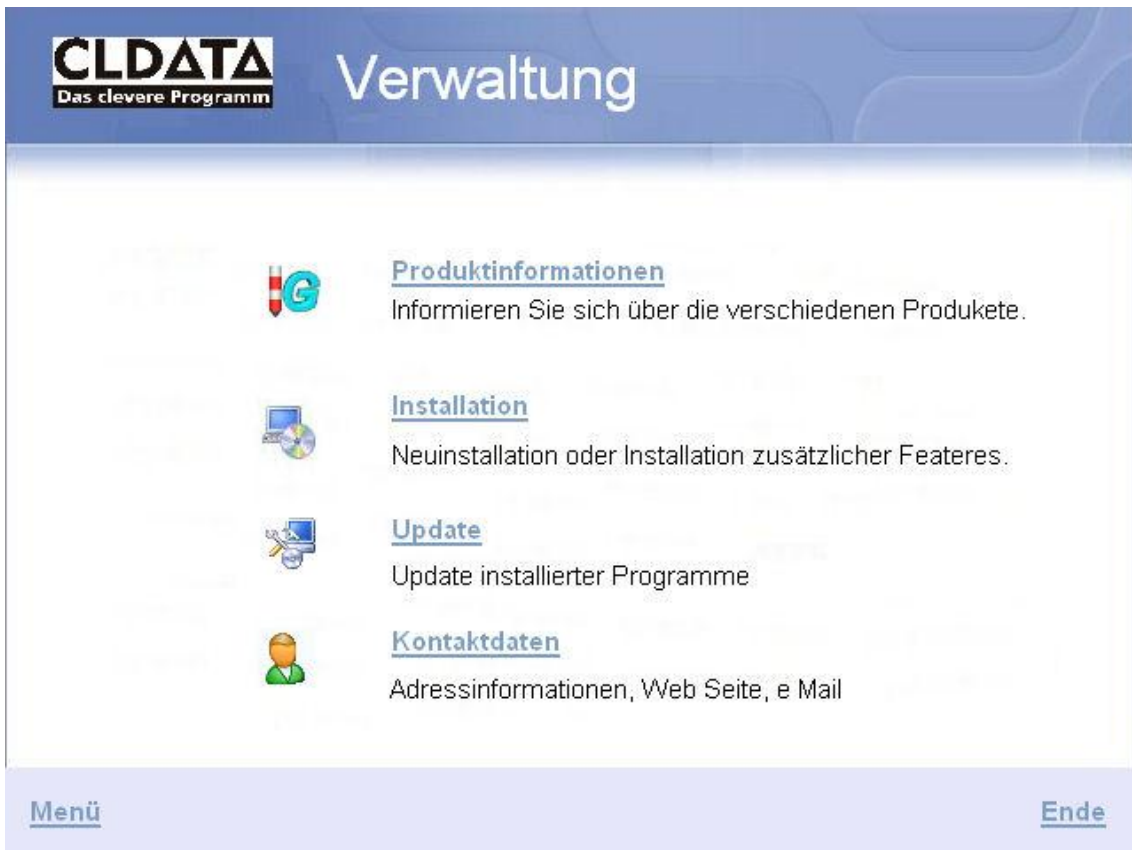 CLDATA
Das clevere Programm
Verwaltung
G
Produktinformationen
Informieren Sie sich über die verschiedenen Produkete.
Installation
Neuinstallation oder Installation zusätzlicher Feateres.
Update
Update installierter Programme
Kontaktdaten
Adressinformationen, Web Seite, e Mail
Menü
Ende